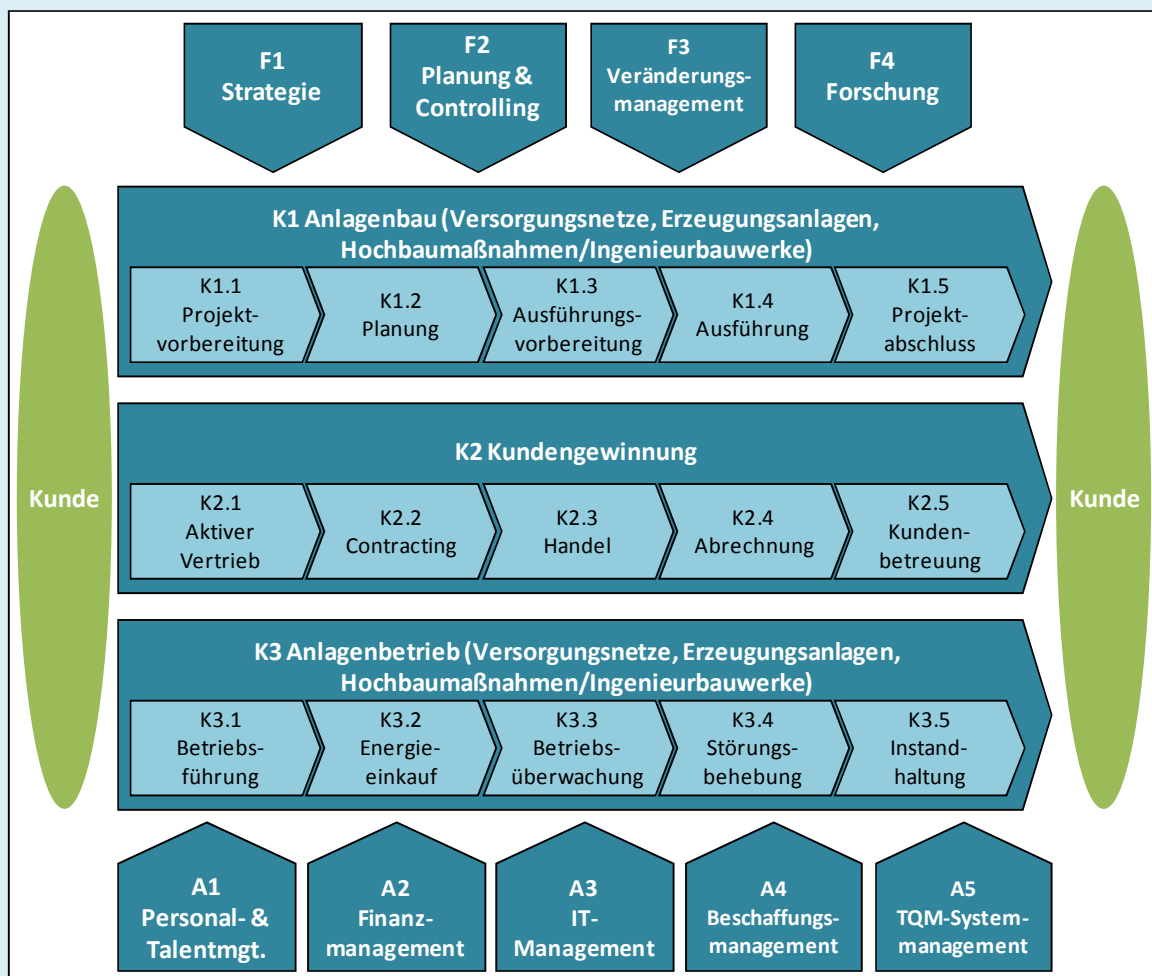 F1
Strategie
F2
Planung &
Controlling
F3
Veränderungs-
management
F4
Forschung
K1 Anlagenbau (Versorgungsnetze, Erzeugungsanlagen,
Hochbaumaßnahmen/Ingenieurbauwerke)
K1.1
Projekt-
vorbereitung
K1.2
Planung
K1.3
Ausführungs-
vorbereitung
K1.4
Ausführung
K1.5
Projekt-
abschluss
Kunde
K2 Kundengewinnung
K2.1
Aktiver
Vertrieb
K2.2
Contracting
K2.3
Handel
K2.4
Abrechnung
K2.5
Kunden-
betreuung
Kunde
K3 Anlagenbetrieb (Versorgungsnetze, Erzeugungsanlagen,
Hochbaumaßnahmen/Ingenieurbauwerke)
K3.1
Betriebs-
führung
K3.2
Energie-
einkauf
K3.3
Betriebs-
überwachung
K3.4
Störungs-
behebung
K3.5
Instand-
haltung
A1
Personal- &
Talentmgt.
A2
Finanz-
management
A3
IT-
Management
A4
Beschaffungs-
management
A5
TQM-System-
management